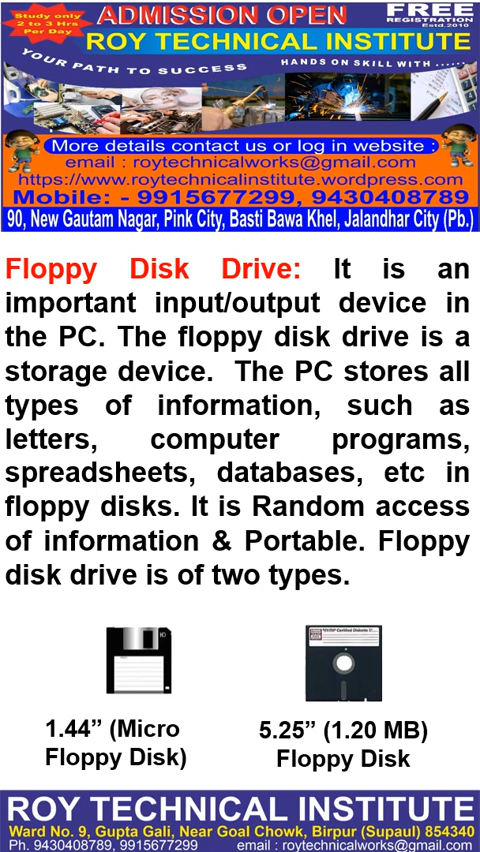 Study only
2 to 3 Hrs
Per Day
ADMISSION OPEN
FREE
REGISTRATION
Estd.2010
ROY TECHNICAL INSTITUTE
YOUR PATH TO SUCCESS
HANDS ON SKILL WITH ......
More details contact us or log in website :
email : roytechnicalworks@gmail.com
https://www.roytechnicalinstitute.wordpress.com
Mobile: - 9915677299, 9430408789
90, New Gautam Nagar, Pink City, Basti Bawa Khel, Jalandhar City (Pb.)
Floppy Disk Drive: It is an
important input/output device in
the PC. The floppy disk drive is a
storage device. The PC stores all
types of information, such as
letters, computer programs,
spreadsheets, databases, etc in
floppy disks. It is Random access
of information & Portable. Floppy
disk drive is of two types.
1.44” (Micro
Floppy Disk)
5.25” (1.20 MB)
Floppy Disk
ROY TECHNICAL INSTITUTE
Ward No. 9, Gupta Gali, Near Goal Chowk, Birpur (Supaul) 854340
Ph. 9430408789, 9915677299 email : roytechnicalworks@gmail.com